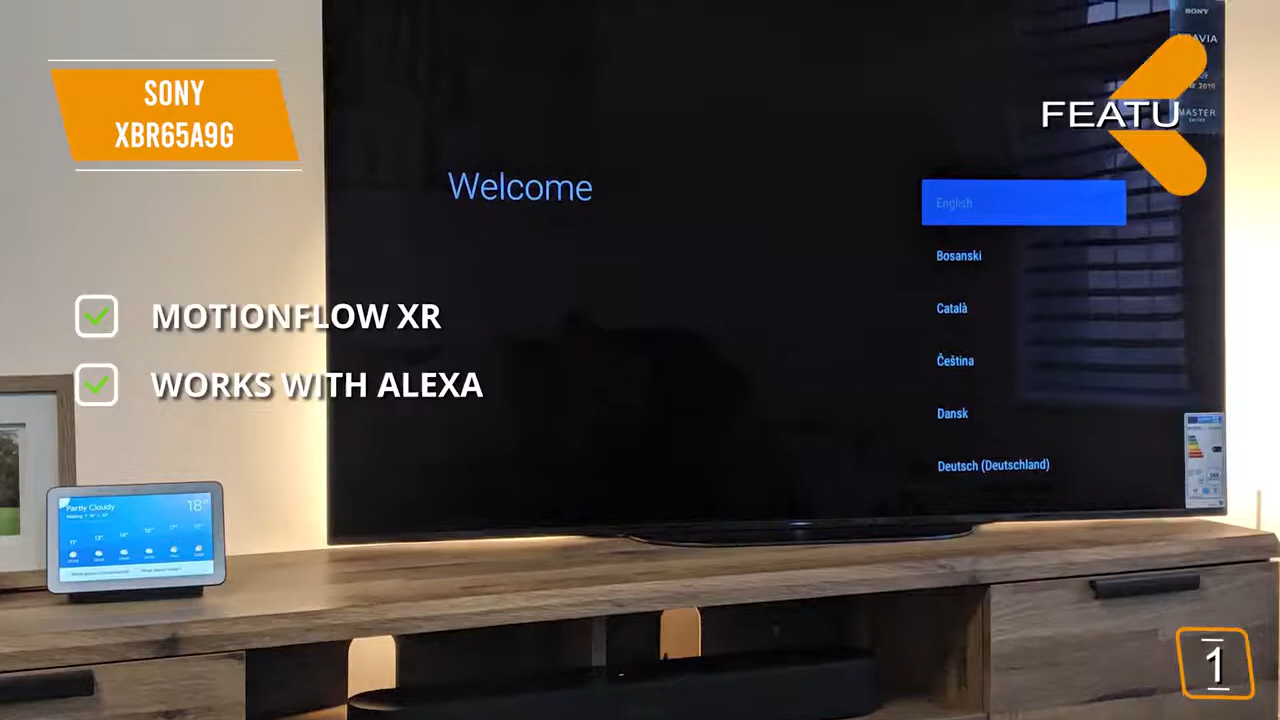 SONY
XBR65A9G
SONY
FEATU
MASTER
Series
Welcome
English
Bosanski
Català
Čeština
Dansk
Deutsch (Deutschland)
MOTIONFLOW XR
WORKS WITH ALEXA
Partly Cloudy
18°
1